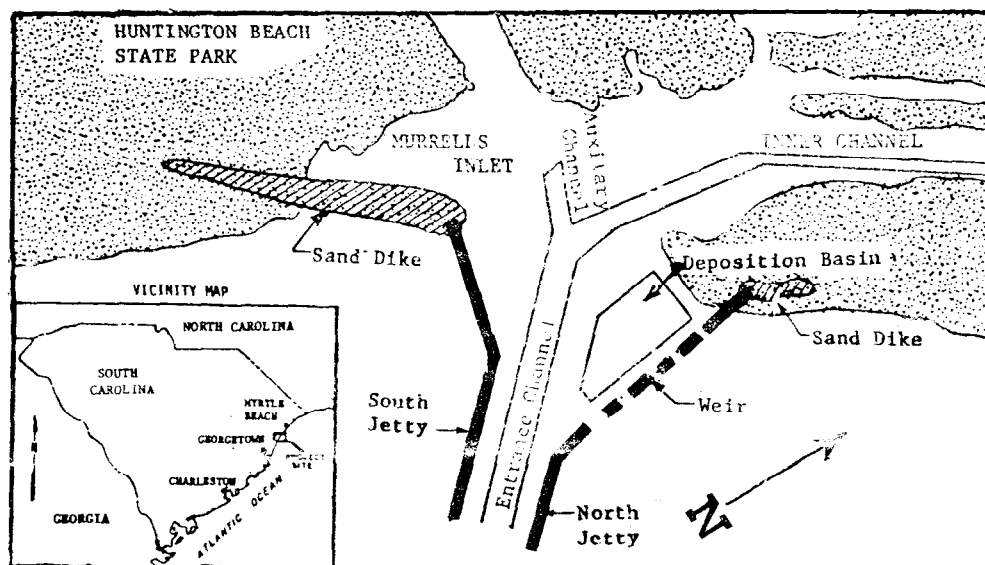 HUNTINGTON BEACH
STATE PARK
MURRELLS
INLET
Auxiliary
Channel
INNER CHANNEL
Sand Dike
Deposition Basin
Sand Dike
Weir
VICINITY MAP
NORTH CAROLINA
SOUTH
CAROLINA
MYRTLE
BEACH
GEORGETOWN
PROJECT
SITE
CHARLESTON
GEORGIA
ATLANTIC OCEAN
South
Jetty
Entrance Channel
North
Jetty
N